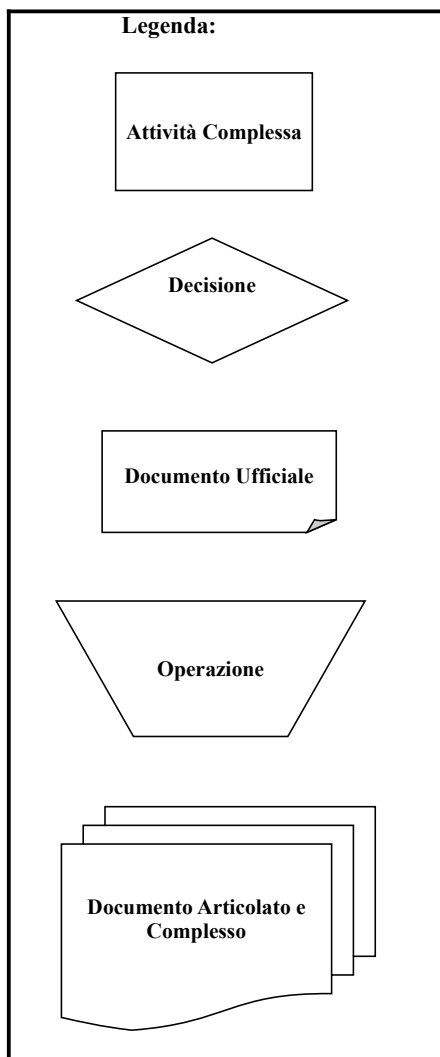 Legenda:
Attività Complessa
Decisione
Documento Ufficiale
Operazione
Documento Articolato e
Complesso